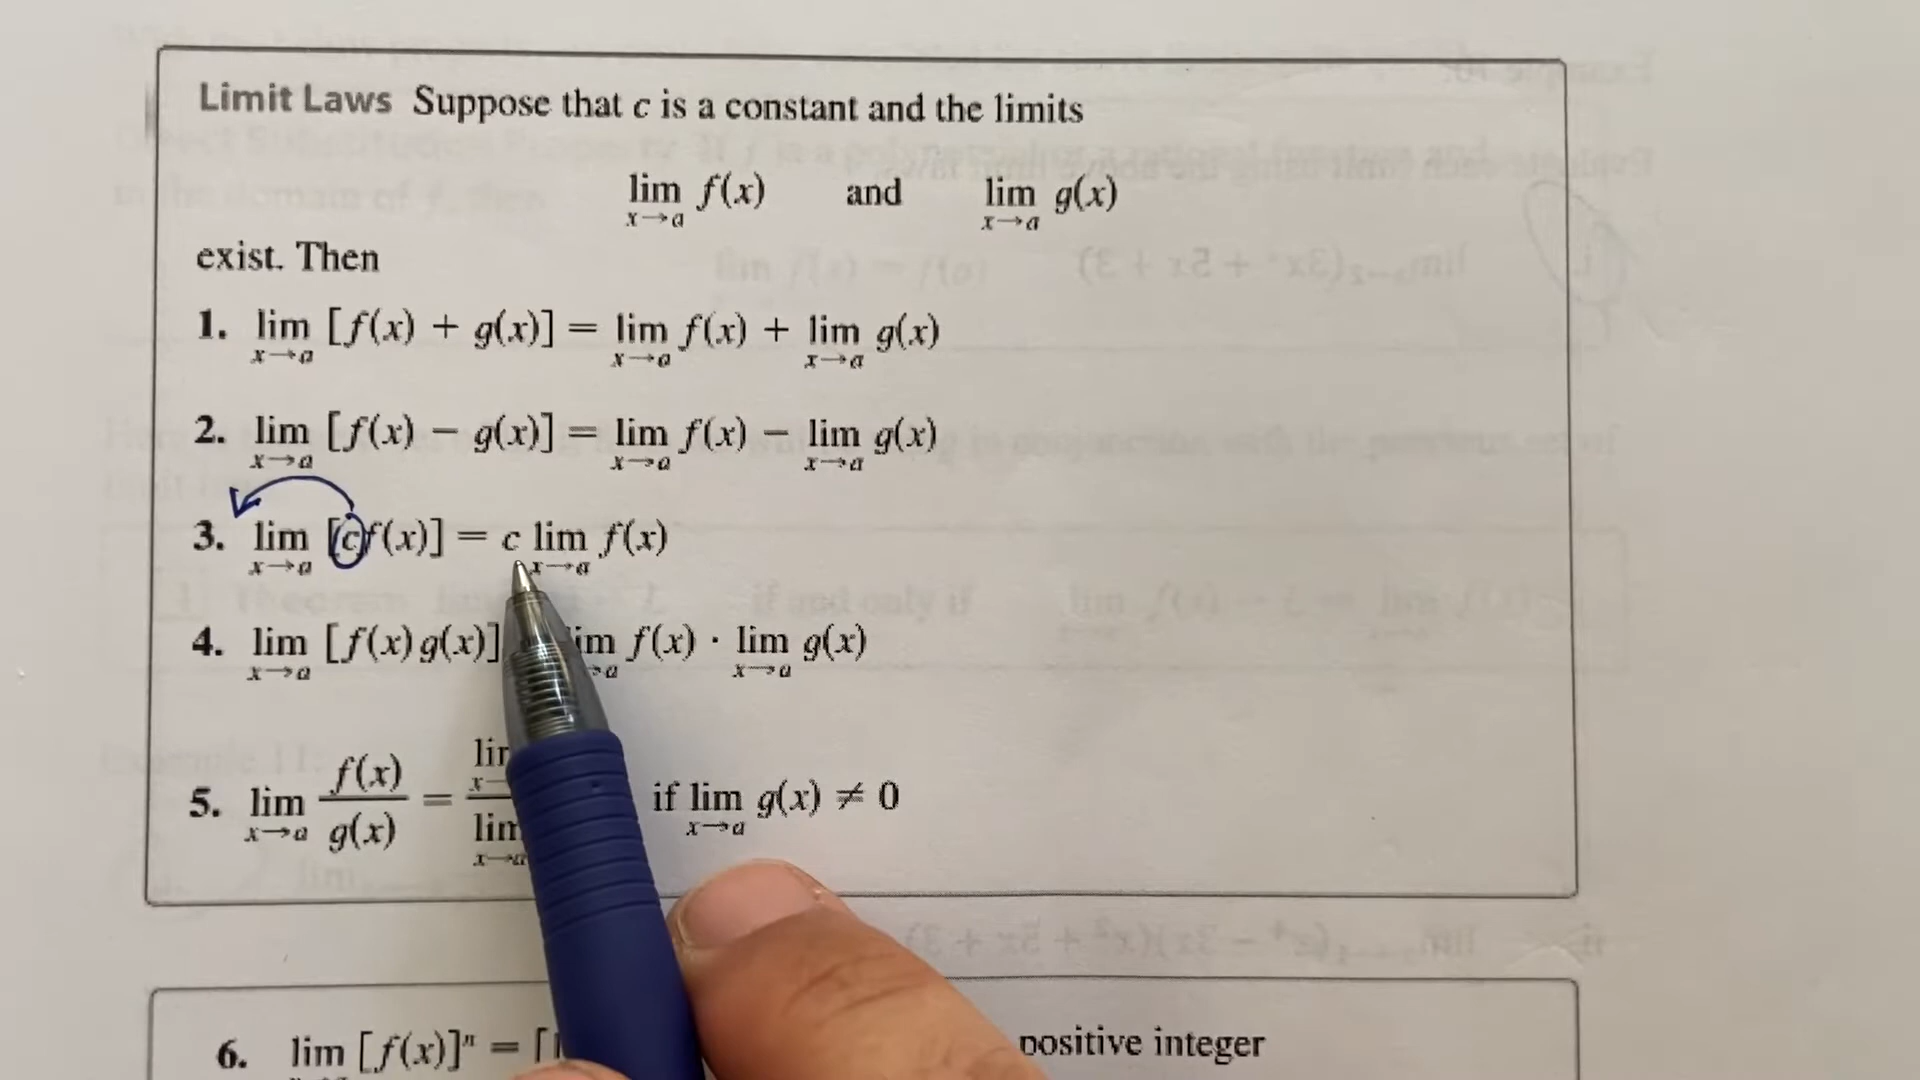 Limit Laws Suppose that c is a constant and the limits
lim x→a f(x) and lim x→a g(x)
exist. Then
1. lim x→a [f(x) + g(x)] = lim x→a f(x) + lim x→a g(x)
2. lim x→a [f(x) − g(x)] = lim x→a f(x) − lim x→a g(x)
3. lim x→a [cf(x)] = c lim x→a f(x)
4. lim x→a [f(x)g(x)] lim x→a f(x) · lim x→a g(x)
5. lim x→a f(x)/g(x) = lim x→a if lim x→a g(x) ≠ 0
6. lim [f(x)]ⁿ = [ positive integer